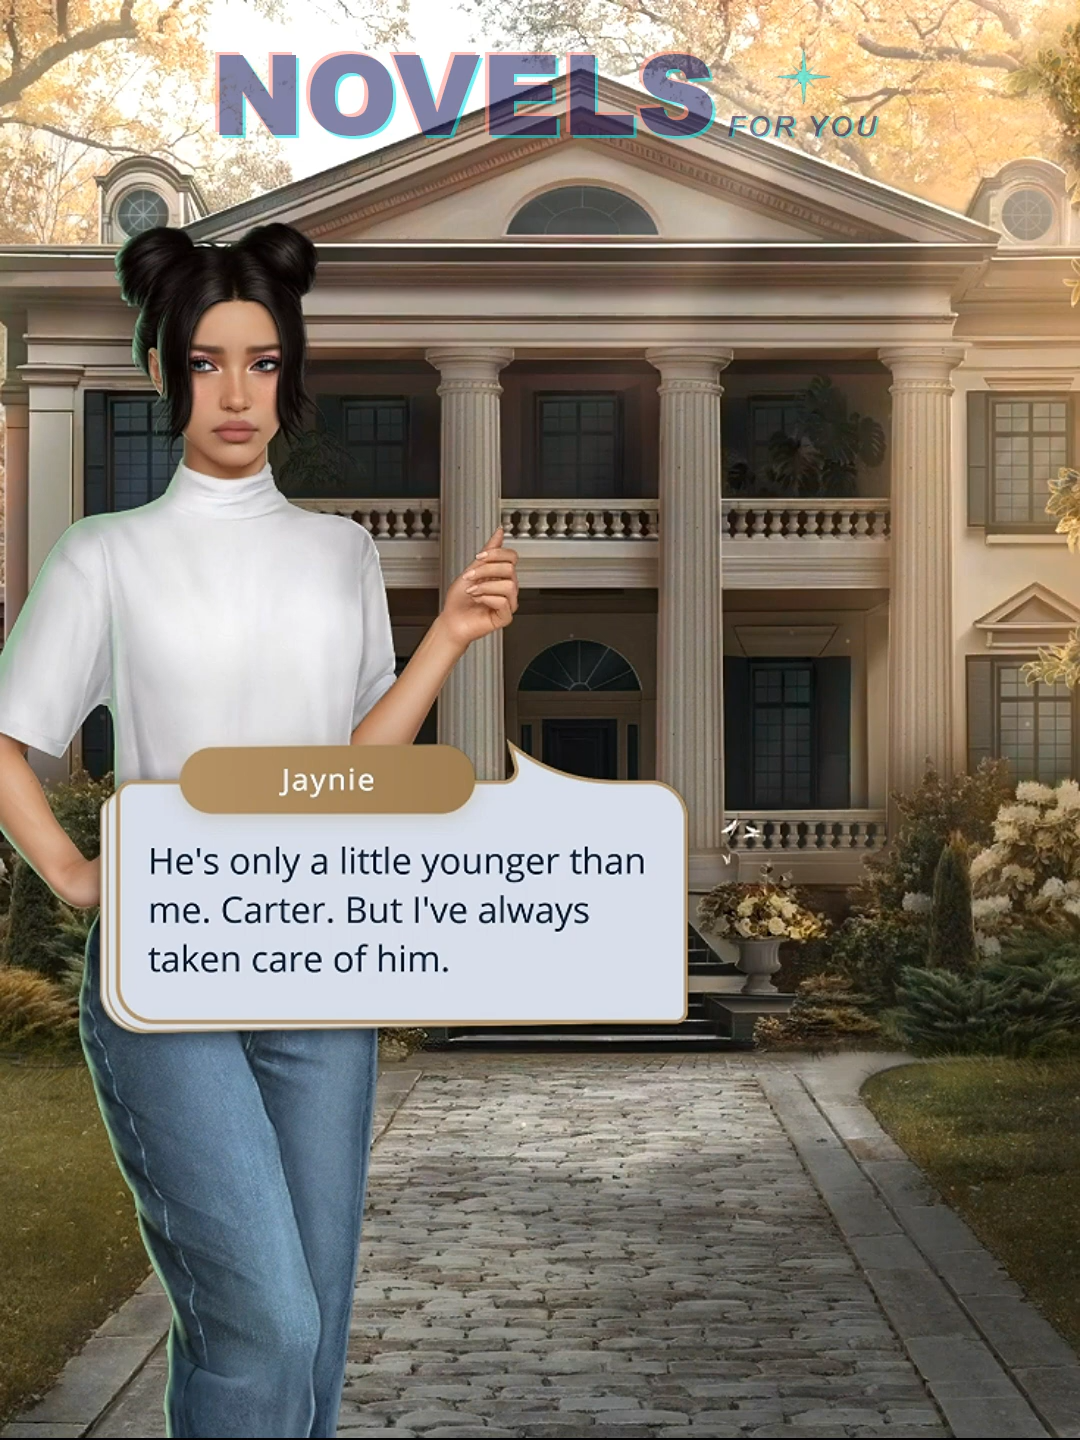 NOVELS
FOR YOU
Jaynie
He's only a little younger than
me. Carter. But I've always
taken care of him.